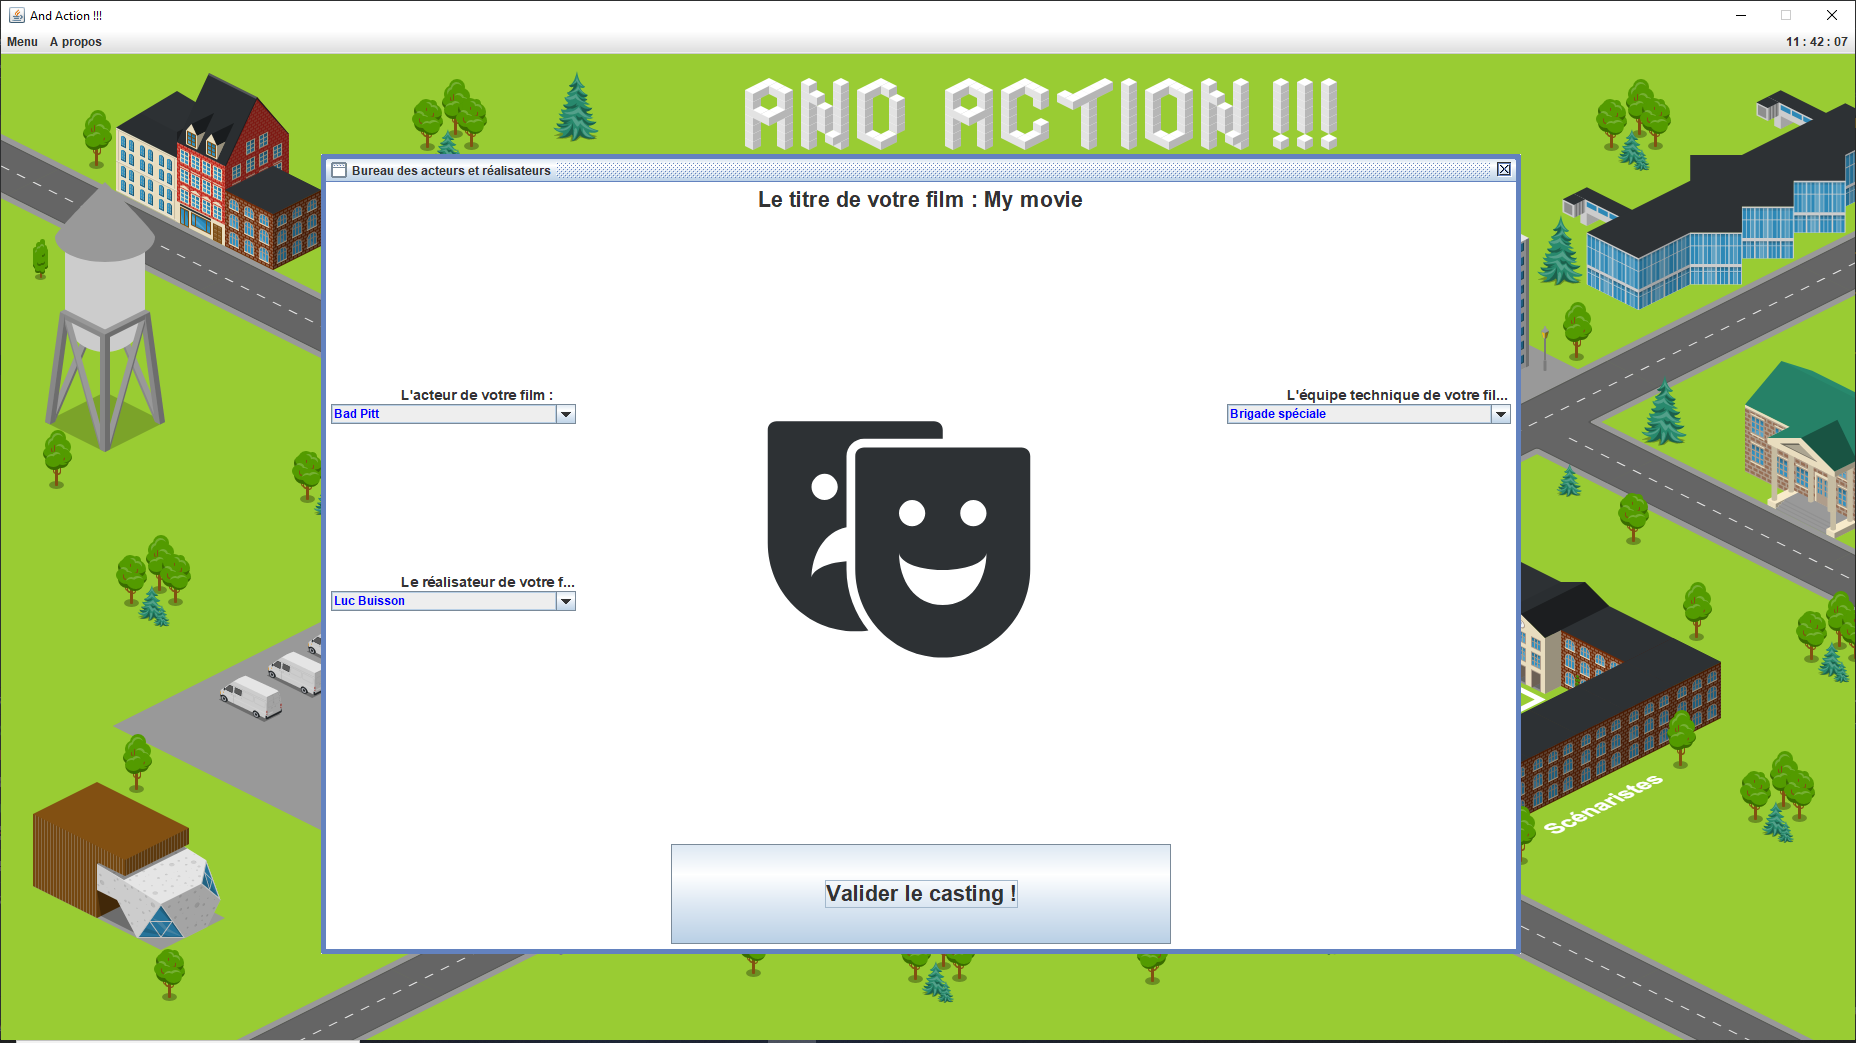 And Action !!!
Menu A propos 11 : 42 : 07
AND ACTION !!!
Bureau des acteurs et réalisateurs
Le titre de votre film : My movie
L'acteur de votre film :
Bad Pitt
L'équipe technique de votre fil...
Brigade spéciale
Le réalisateur de votre f...
Luc Buisson
Scénaristes
Valider le casting !